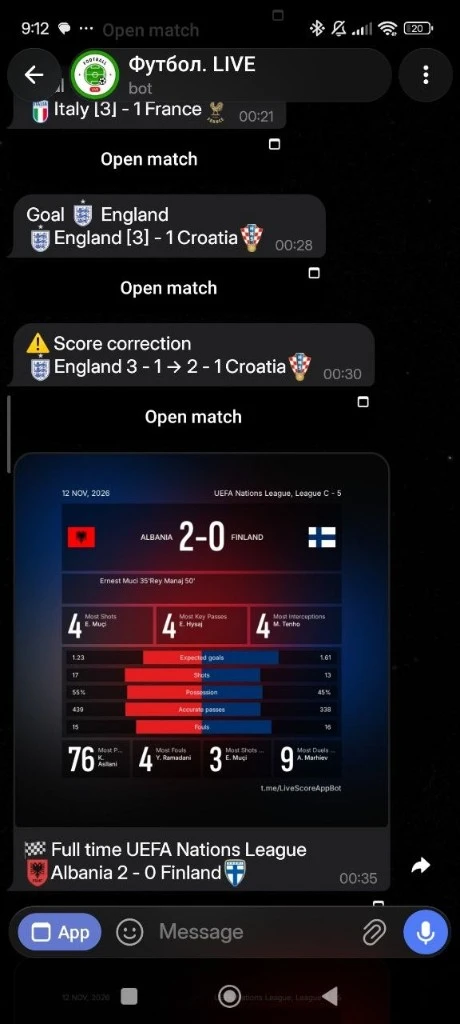 9:12
Open match
20
Футбол. LIVE
bot
Italy [3] - 1 France
00:21
Open match
Goal England
England [3] - 1 Croatia
00:28
Open match
Score correction
England 3 - 1 → 2 - 1 Croatia
00:30
Open match
12 NOV, 2026
UEFA Nations League, League C - 5
ALBANIA 2-0 FINLAND
Ernest Muci 35'Rey Manaj 50'
4 Most Shots E. Muçi
4 Most Key Passes E. Hysaj
4 Most Interceptions M. Tenho
1.23 Expected goals 1.61
17 Shots 13
55% Possession 45%
439 Accurate passes 338
15 Fouls 16
76 Most P... K. Asllani
4 Most Fouls Y. Ramadani
3 Most Shots ... E. Muçi
9 Most Duels ... A. Marhiev
t.me/LiveScoreAppBot
Full time UEFA Nations League
Albania 2 - 0 Finland
00:35
App
Message
12 NOV, 2026